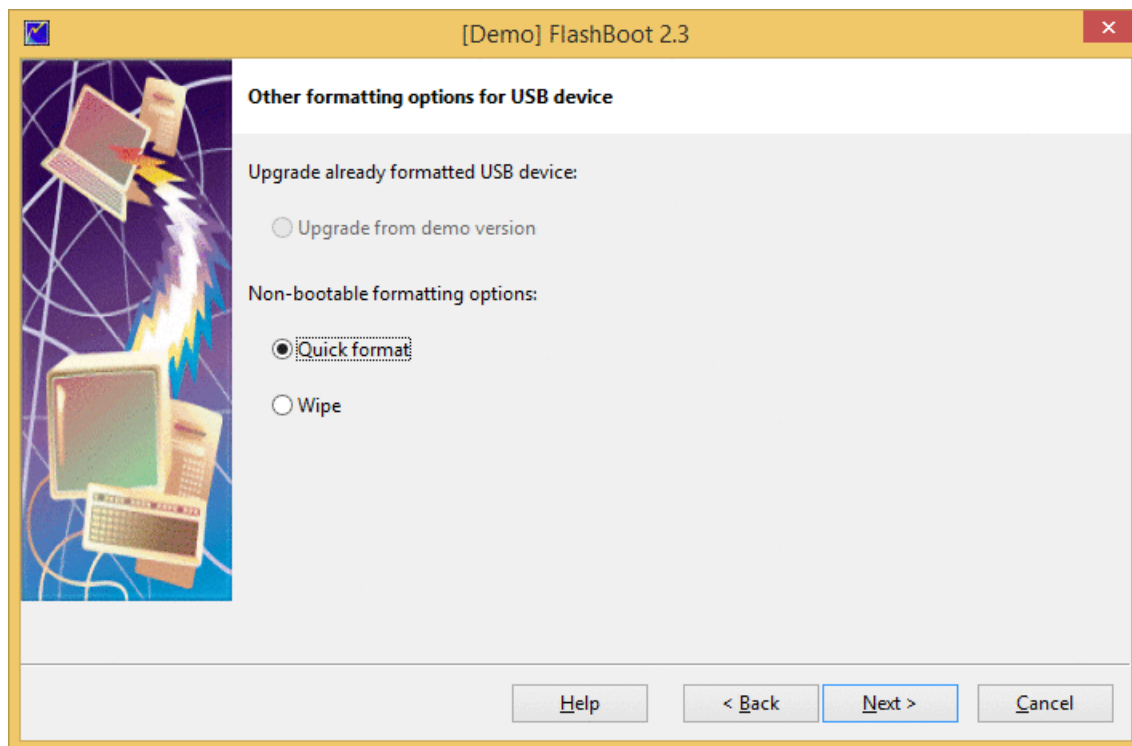 [Demo] FlashBoot 2.3
Other formatting options for USB device
Upgrade already formatted USB device:
Upgrade from demo version
Non-bootable formatting options:
Quick format
Wipe
Help < Back Next > Cancel